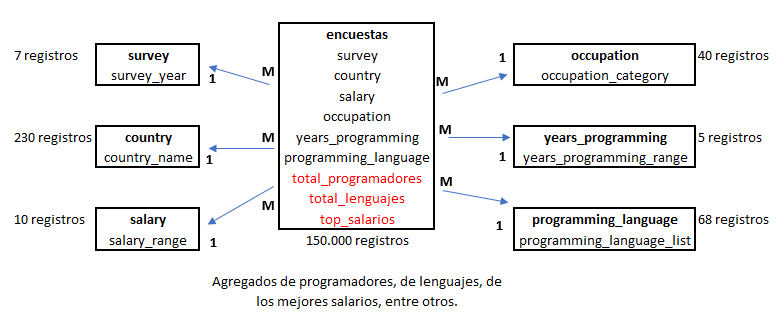 encuestas
survey
country
salary
occupation
years_programming
programming_language
total_programadores
total_lenguajes
top_salarios
150.000 registros
7 registros
survey
survey_year
1
M
230 registros
country
country_name
1
M
10 registros
salary
salary_range
1
M
M
1
occupation
occupation_category
40 registros
M
1
years_programming
years_programming_range
5 registros
M
1
programming_language
programming_language_list
68 registros
Agregados de programadores, de lenguajes, de
los mejores salarios, entre otros.